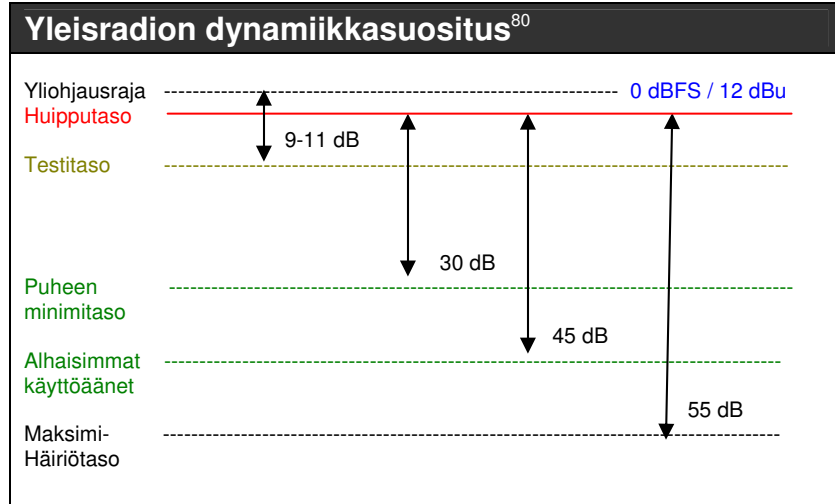 Yleisradion dynamiikkasuositus80
Yliohjausraja
0 dBFS / 12 dBu
Huipputaso
9-11 dB
Testitaso
30 dB
Puheen
minimitaso
45 dB
Alhaisimmat
käyttöäänet
55 dB
Maksimi-
Häiriötaso